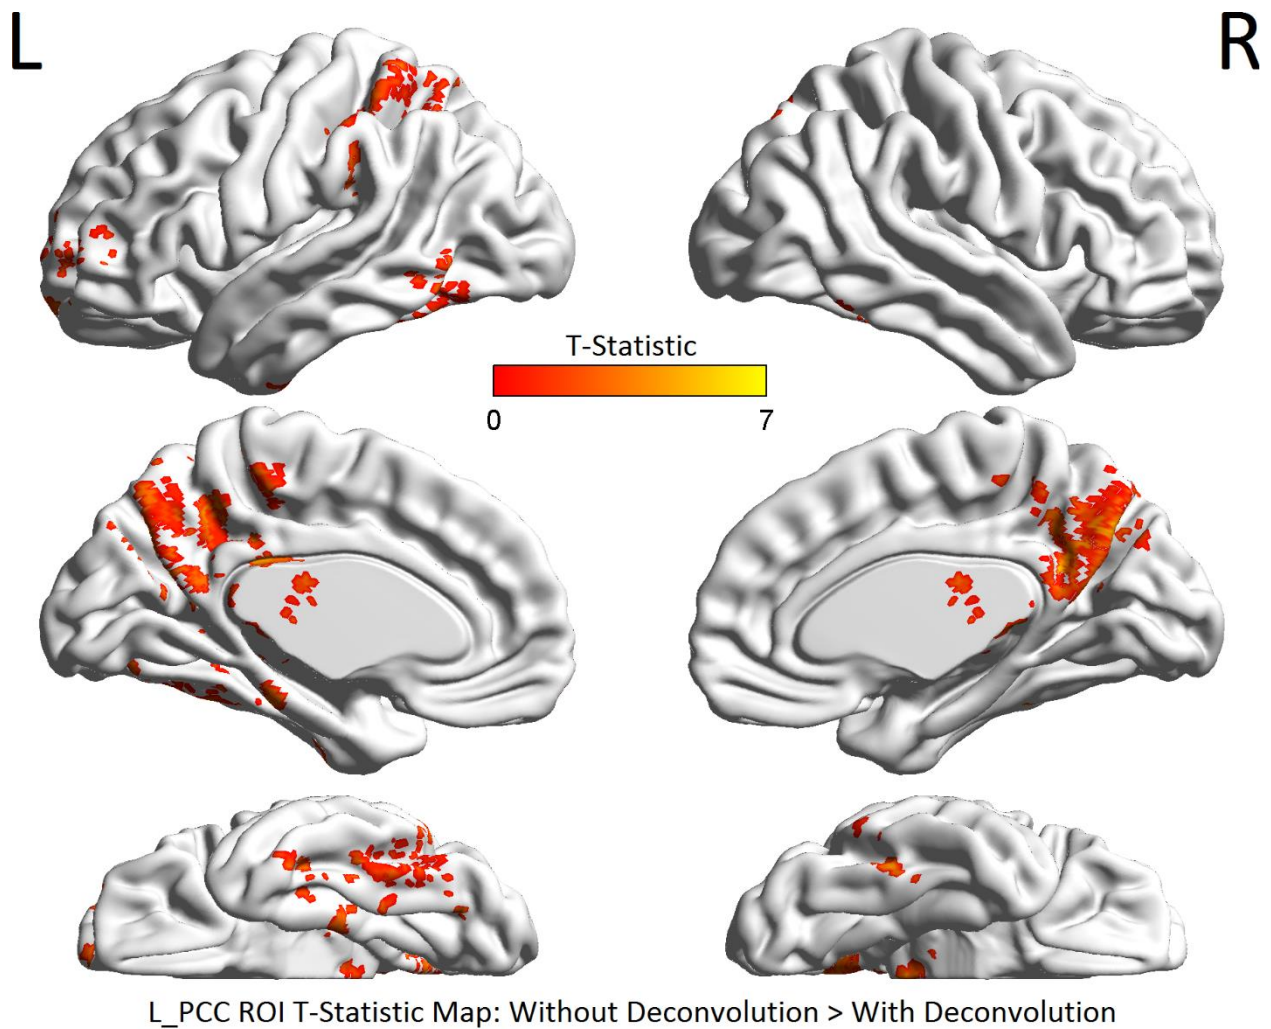 L R
T-Statistic
0 7
L_PCC ROI T-Statistic Map: Without Deconvolution > With Deconvolution